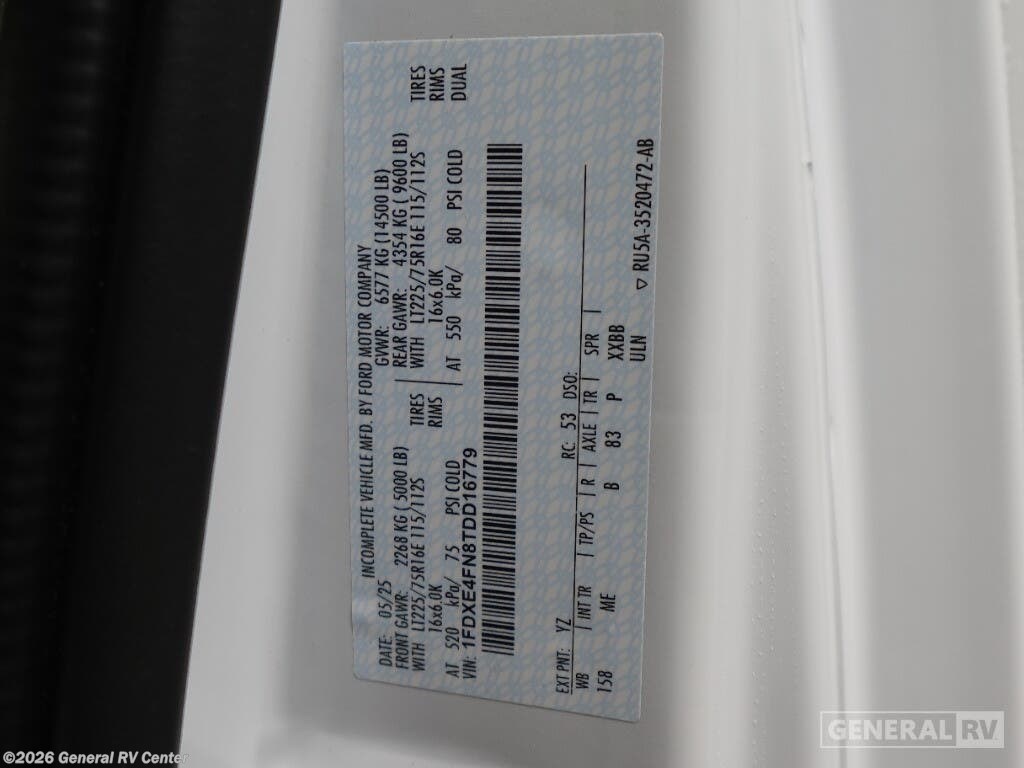 INCOMPLETE VEHICLE MFD. BY FORD MOTOR COMPANY
DATE: 05/25 GVWR: 6577 KG (14500 LB)
FRONT GAWR: 2268 KG ( 5000 LB) REAR GAWR: 4354 KG ( 9600 LB)
WITH LT225/75R16E 115/112S TIRES WITH LT225/75R16E 115/112S TIRES
16x6.0K RIMS 16x6.0K RIMS
AT 520 kPa/ 75 PSI COLD AT 550 kPa/ 80 PSI COLD DUAL
VIN: 1FDXE4FN8TDD16779
EXT PNT: YZ RC: 53 DSO:
WB INT TR TP/PS R AXLE TR SPR
158 ME B 83 P XXBB
ULN
▽ RU5A-3520472-AB
GENERAL RV
©2026 General RV Center